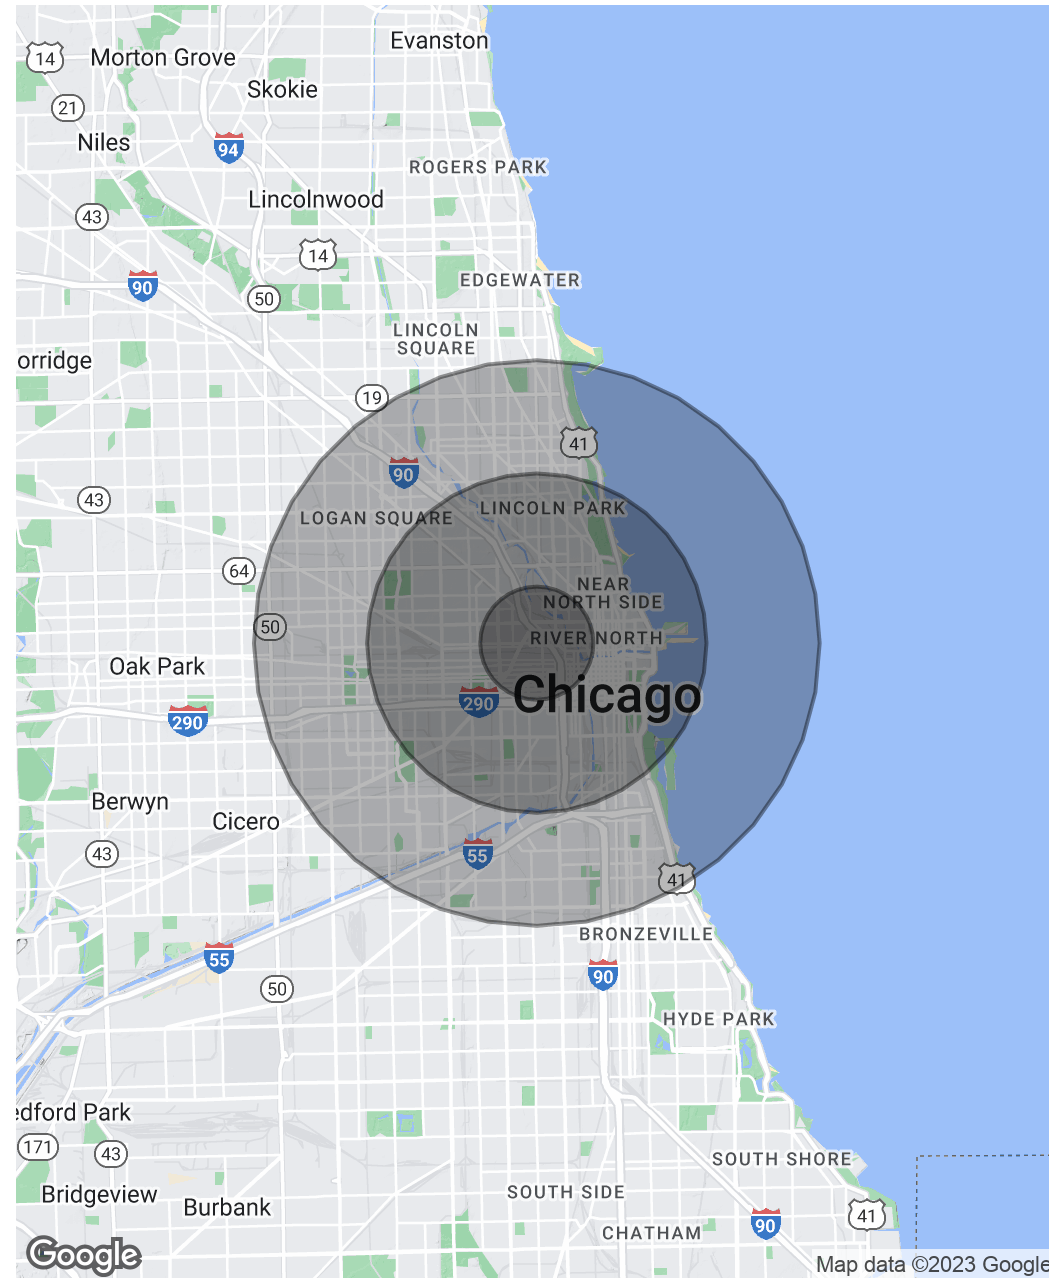 Evanston
14
Morton Grove
Skokie
21
Niles
94
ROGERS PARK
Lincolnwood
43
14
EDGEWATER
90
50
LINCOLN
SQUARE
orridge
19
41
90
43
LINCOLN PARK
LOGAN SQUARE
64
NEAR
NORTH SIDE
50
RIVER NORTH
Oak Park
Chicago
290
290
Berwyn
Cicero
43
55
41
BRONZEVILLE
55
90
50
HYDE PARK
edford Park
171
43
SOUTH SHORE
Bridgeview
SOUTH SIDE
Burbank
41
90
CHATHAM
Google
Map data ©2023 Google